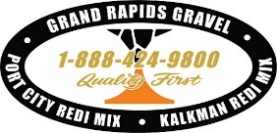 GRAND RAPIDS GRAVEL
1-888-424-9800
Quality First
PORT CITY REDI MIX • KALKMAN REDI MIX